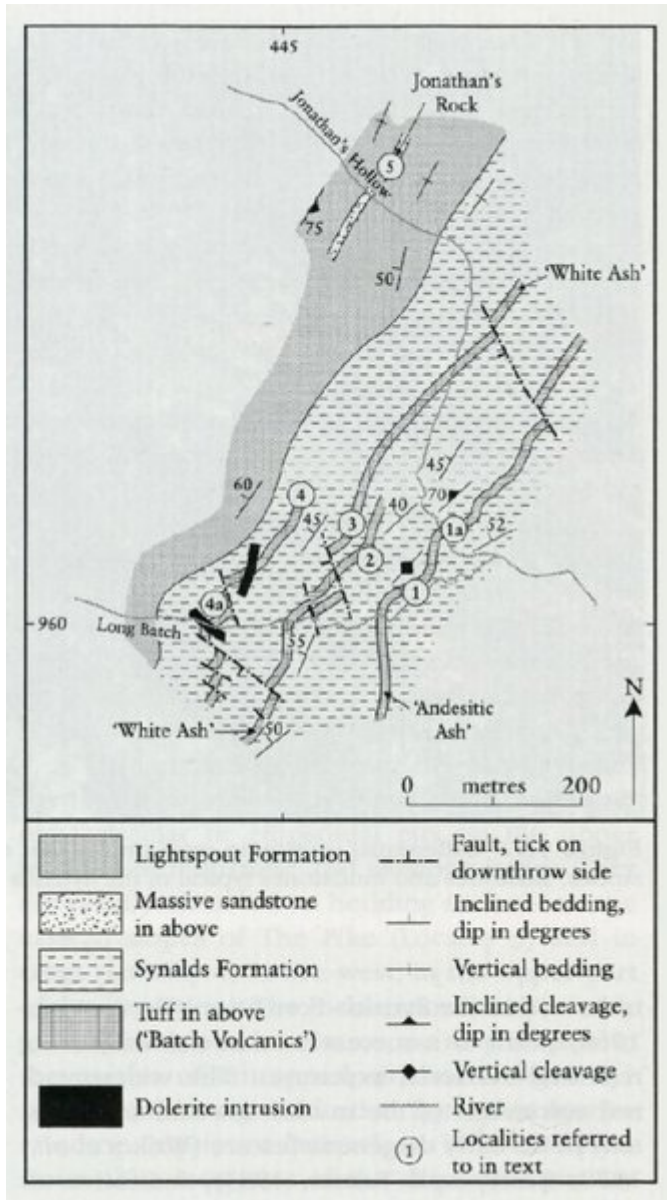 445
Jonathan's
Rock
Jonathan's Hollow
5
75
50
'White Ash'
60
4
45
45
70
40
3
1a
52
2
1
4a
960
Long Batch
55
N
'Andesitic
Ash'
'White Ash'
50
0 metres 200
Lightspout Formation
Massive sandstone
in above
Synalds Formation
Tuff in above
('Batch Volcanics')
Dolerite intrusion
Fault, tick on
downthrow side
Inclined bedding,
dip in degrees
Vertical bedding
Inclined cleavage,
dip in degrees
Vertical cleavage
River
1
Localities referred
to in text